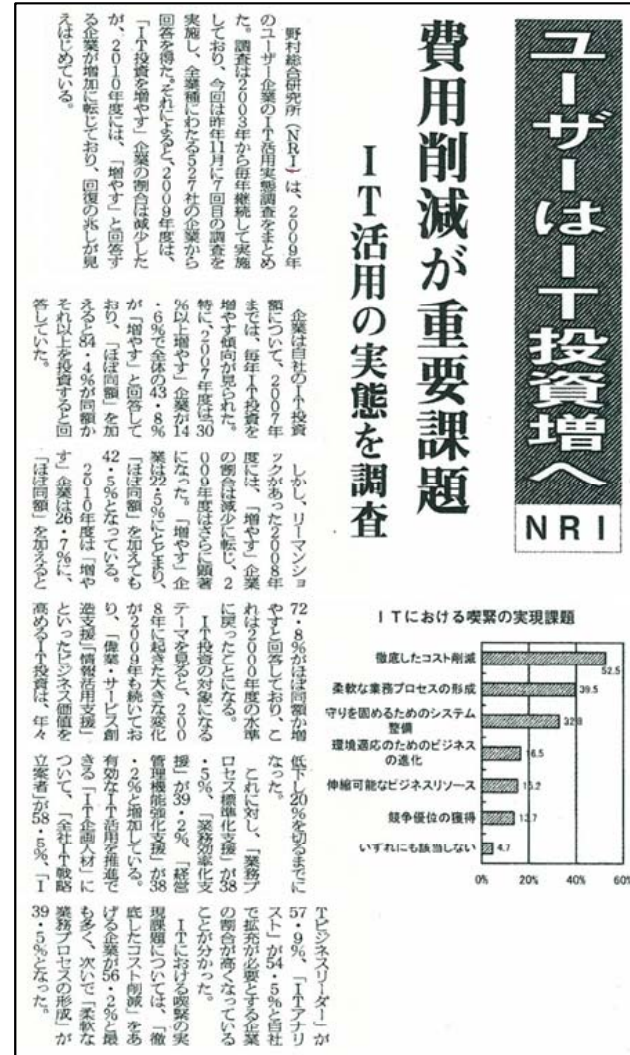 ユーザーはIT投資増へ
NRI
費用削減が重要課題
IT活用の実態を調査
野村総合研究所（NRI）は、2009年
のユーザー企業のIT活用実態調査をまとめ
た。調査は2003年から毎年継続して実施
しており、今回は昨年11月に7回目の調査を
実施し、全業種にわたる527社の企業から
回答を得た。それによると、2009年度は、
「IT投資を増やす」企業の割合は減少した
が、2010年度には、「増やす」と回答す
る企業が増加に転じており、回復の兆しが見
えはじめている。
企業は自社のIT投資
額について、2007年
までは、毎年IT投資を
増やす傾向が見られた。
特に、2007年度は30
%以上増やす」企業が14
・6%で全体の43・8%
が「増やす」と回答して
おり、「ほぼ同額」を加
えると84・4%が同額か
それ以上を投資すると回
答していた。
しかし、リーマンショ
ックがあった2008年
度には、「増やす」企業
の割合は減少に転じ、2
009年度はさらに顕著
になった。「増やす」企
業は22・5%にとどまり、
「ほぼ同額」を加えても
42・5%となっている。
2010年度は「増や
す」企業は26・7%に、
「ほぼ同額」を加えると
72・8%がほぼ同額か増
やすと回答しており、こ
れは2000年度の水準
に戻ったことになる。
IT投資の対象になる
テーマを見ると、200
8年に起きた大きな変化
が2009年も続いてお
り、「偉業・サービス創
造支援」「情報活用支援」
といったビジネス価値を
高めるIT投資は、年々
低下し20%を切るまでに
なった。
これに対し、「業務プ
ロセス標準化支援」が38
・5%、「業務効率化支
援」が39・2%、「経営
管理機能強化支援」が38
・2%と増加している。
有効なIT活用を推進で
きる「IT企画人材」に
ついて、「全社IT戦略
立案者」が58・5%、「I
Tビジネスリーダー」が
57・9%、「ITアナリ
スト」が54・5%と自社
で拡充が必要とする企業
の割合が高くなっている
ことが分かった。
ITにおける喫緊の実
現課題については、「徹
底したコスト削減」をあ
げる企業が56・2%と最
も多く、次いで「柔軟な
業務プロセスの形成」が
39・5%となった。
ITにおける喫緊の実現課題
徹底したコスト削減 52.5
柔軟な業務プロセスの形成 39.5
守りを固めるためのシステム
整備 32.8
環境適応のためのビジネス
の進化 16.5
伸縮可能なビジネスリソース 15.2
競争優位の獲得 13.7
いずれにも該当しない 4.7
0% 20% 40% 60%